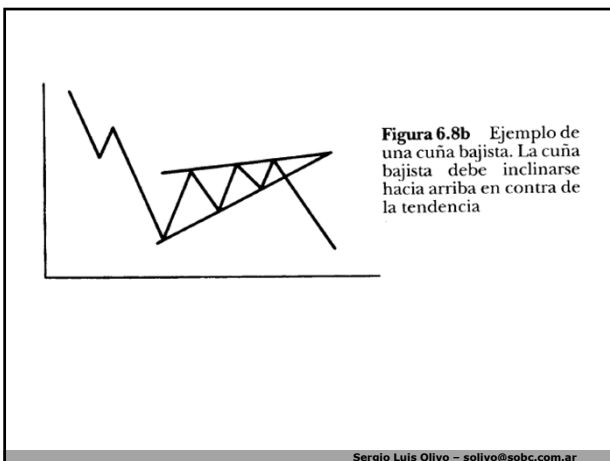 Figura 6.8b Ejemplo de
una cuña bajista. La cuña
bajista debe inclinarse
hacia arriba en contra de
la tendencia
Sergio Luis Olivo – solivo@sobc.com.ar